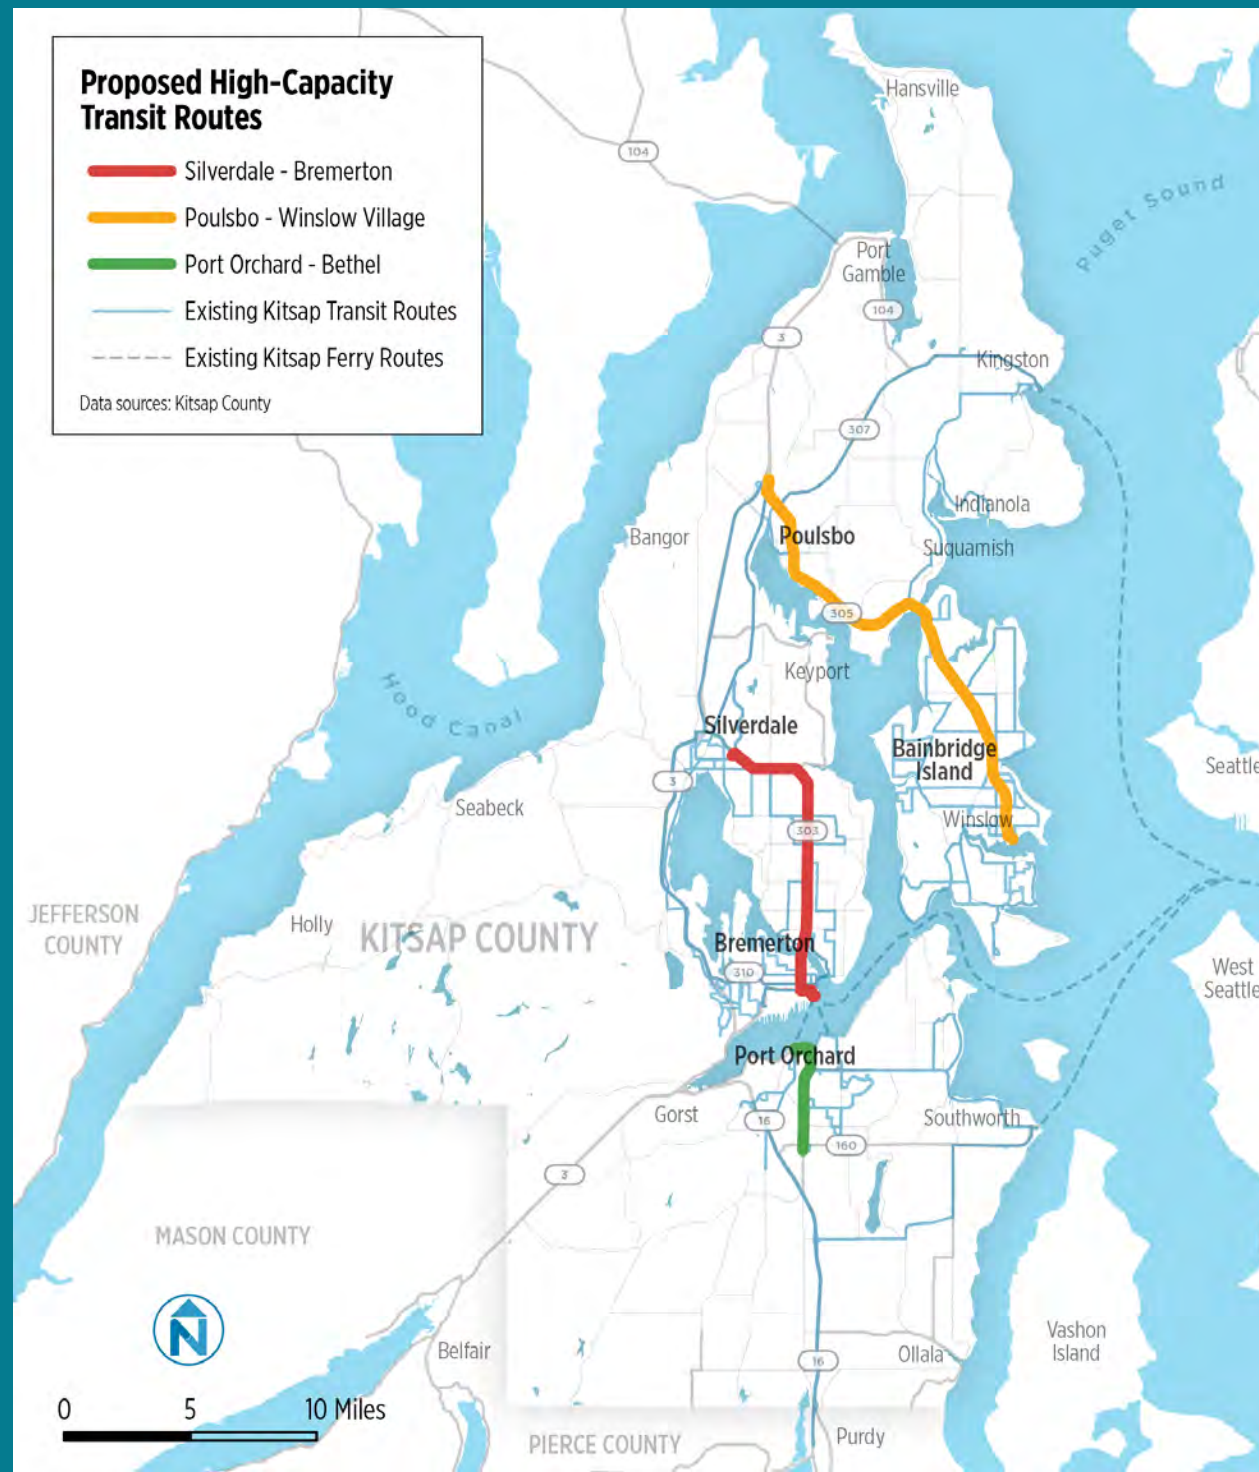 Proposed High-Capacity
Transit Routes
Silverdale - Bremerton
Poulsbo - Winslow Village
Port Orchard - Bethel
Existing Kitsap Transit Routes
Existing Kitsap Ferry Routes
Data sources: Kitsap County
Hansville
104
Puget Sound
Port
Gamble
104
3
Kingston
307
Indianola
Bangor
Poulsbo
Suquamish
305
Keyport
Hood Canal
Silverdale
Bainbridge
Island
Seattle
3
Seabeck
Winslow
303
JEFFERSON
COUNTY
Holly
KITSAP COUNTY
Bremerton
310
West
Seattle
Port Orchard
Gorst
16
Southworth
160
3
MASON COUNTY
N
Belfair
Vashon
Island
16
Ollala
0 5 10 Miles
PIERCE COUNTY
Purdy